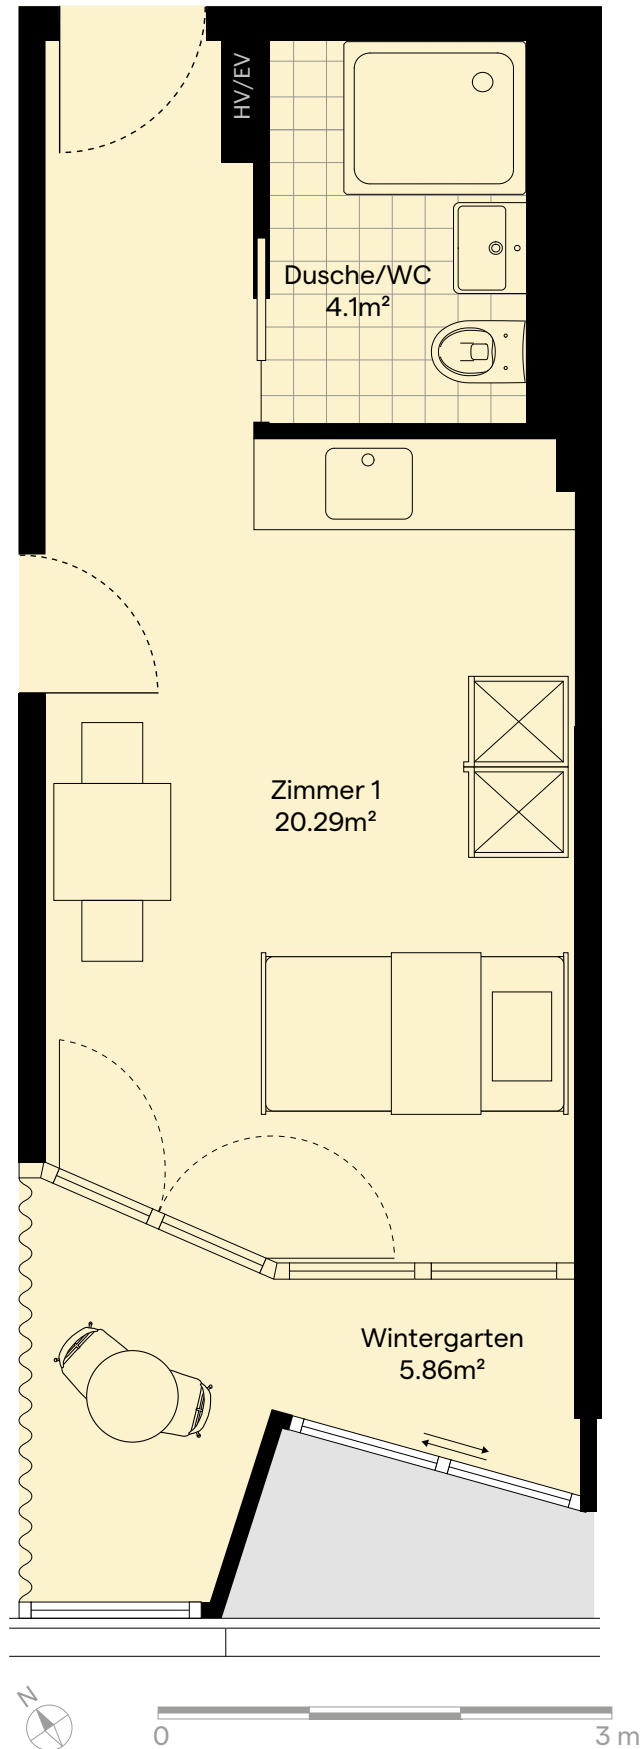 HV/EV
Dusche/WC
4.1m²
Zimmer 1
20.29m²
Wintergarten
5.86m²
N
0
3 m